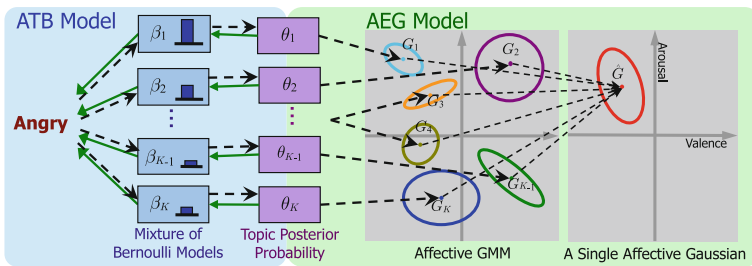 ATB Model
AEG Model
β1
θ1
G1
G2
Ĝ
Arousal
β2
θ2
G3
Angry
G4
Valence
βK-1
θK-1
GK-1
βK
θK
GK
Mixture of
Bernoulli Models
Topic Posterior
Probability
Affective GMM
A Single Affective Gaussian